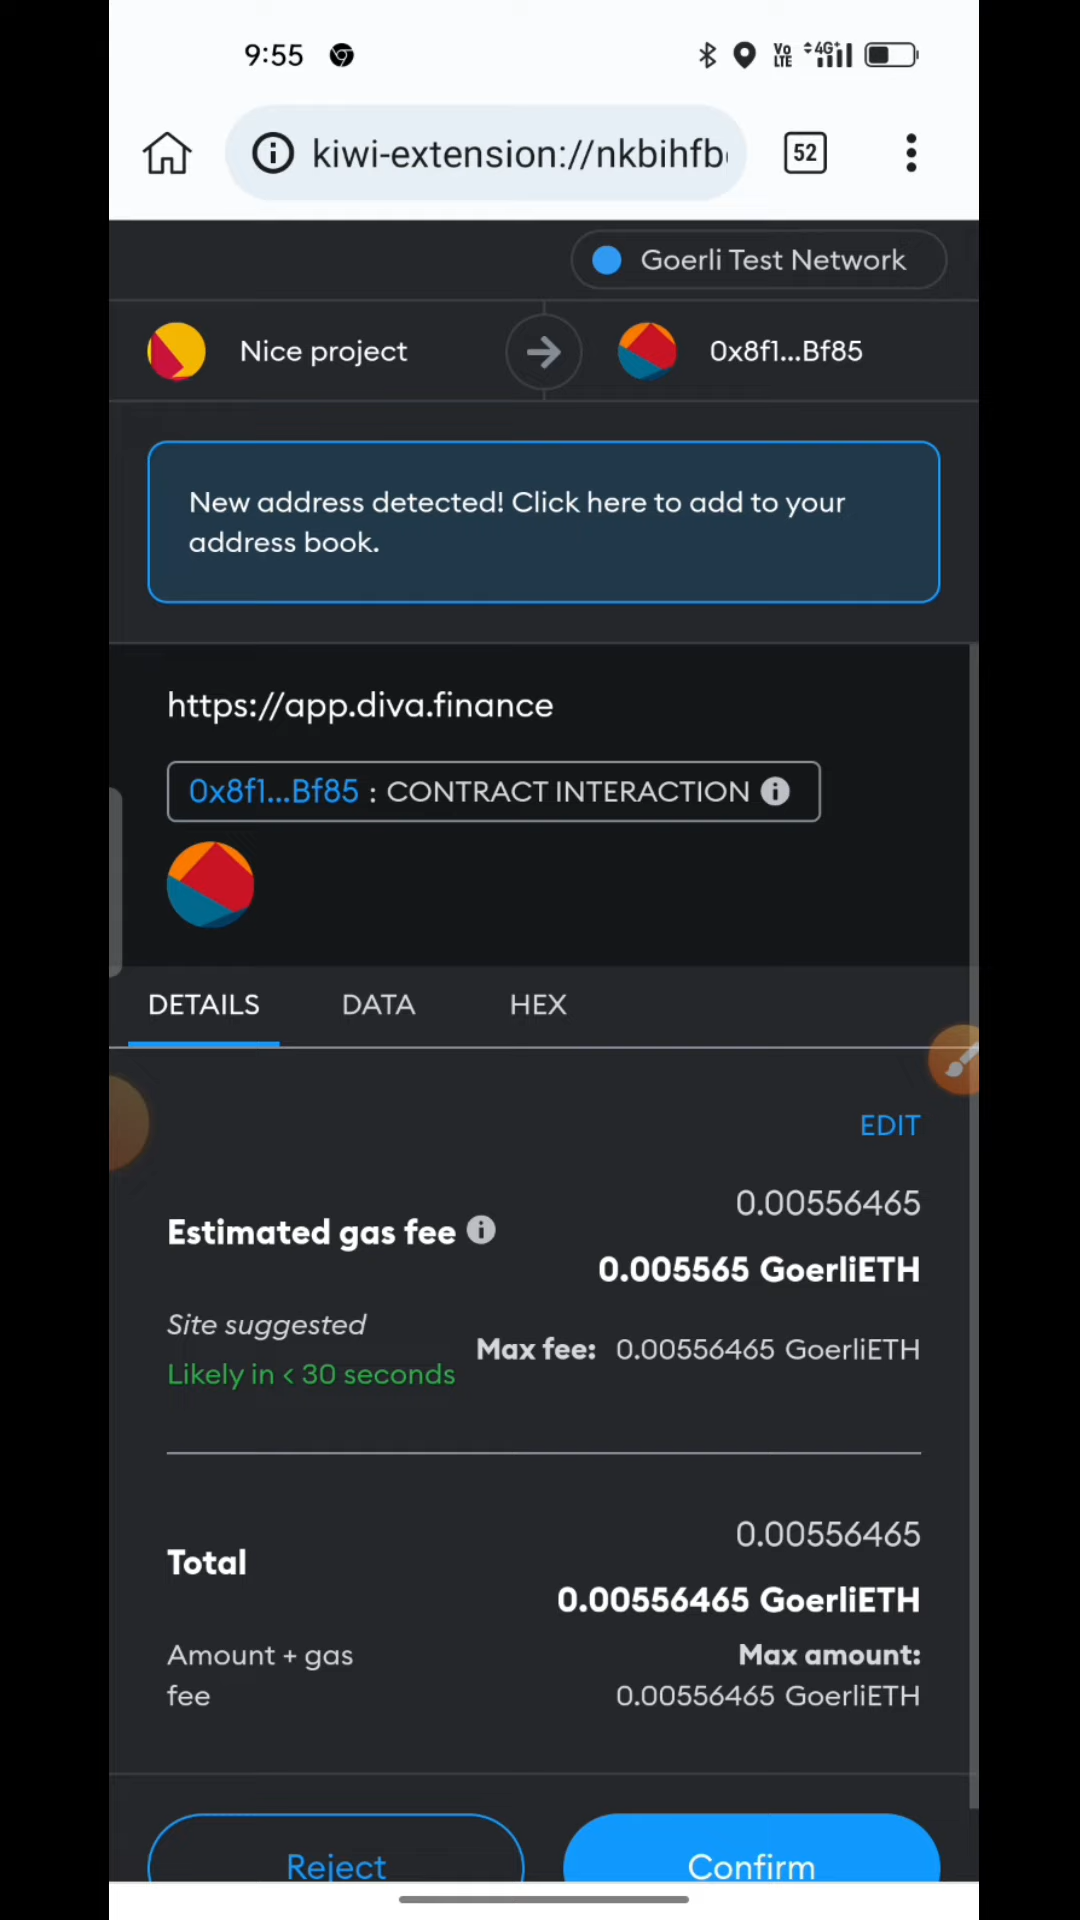 9:55
Vo LTE 4G+
kiwi-extension://nkbihfb
52
Goerli Test Network
Nice project
0x8f1...Bf85
New address detected! Click here to add to your
address book.
https://app.diva.finance
0x8f1...Bf85 : CONTRACT INTERACTION
DETAILS DATA HEX
EDIT
0.00556465
Estimated gas fee
0.005565 GoerliETH
Site suggested
Max fee: 0.00556465 GoerliETH
Likely in < 30 seconds
0.00556465
Total
0.00556465 GoerliETH
Amount + gas
fee
Max amount:
0.00556465 GoerliETH
Reject
Confirm